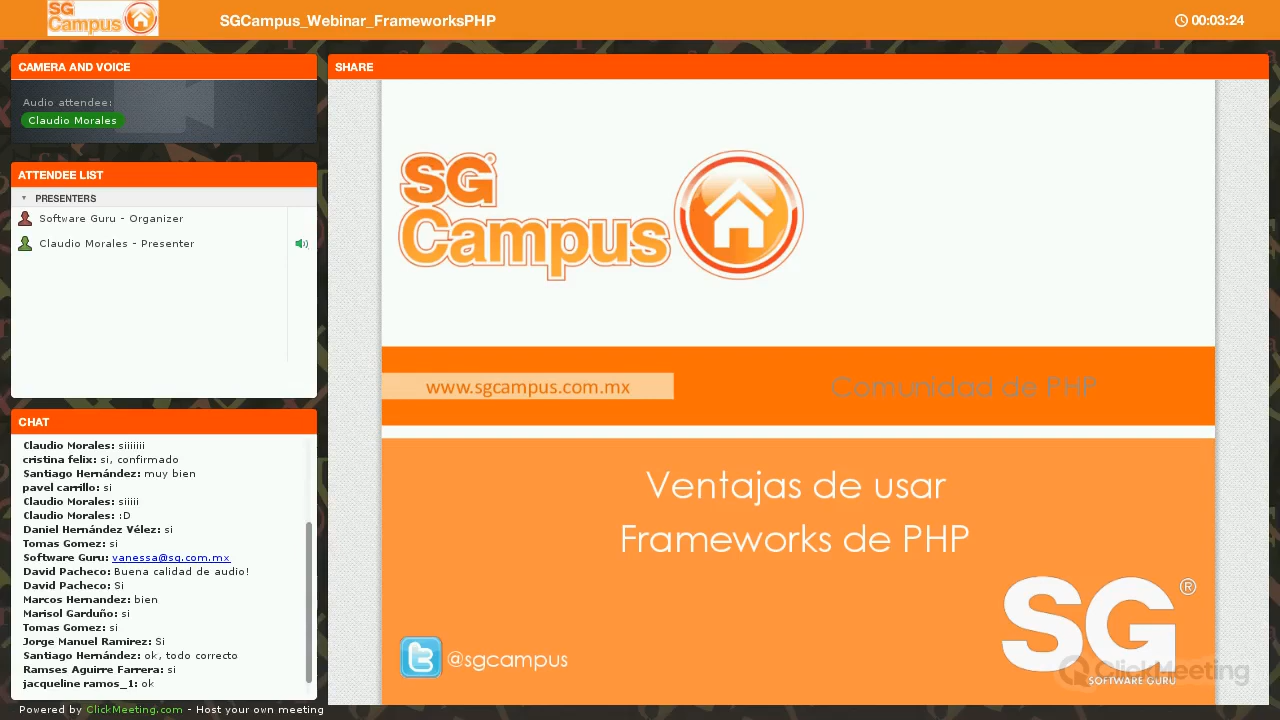 SG
Campus
SGCampus_Webinar_FrameworksPHP
00:03:24
CAMERA AND VOICE
Audio attendee:
Claudio Morales
ATTENDEE LIST
PRESENTERS
Software Guru - Organizer
Claudio Morales - Presenter
CHAT
Claudio Morales: siiiiiii
cristina felix: si, confirmado
Santiago Hernández: muy bien
pavel carrillo: si
Claudio Morales: siiiii
Claudio Morales: :D
Daniel Hernández Vélez: si
Tomas Gomez: si
Software Guru: vanessa@sg.com.mx
David Pacheco: Buena calidad de audio!
David Pacheco: Si
Marcos Hernandez: bien
Marisol Garduño: si
Tomas Gomez: si
Jorge Manuel Ramirez: Si
Santiago Hernández: ok, todo correcto
Ramses Aguirre Farrera: si
jacqueline ramos_1: ok
Powered by ClickMeeting.com - Host your own meeting
SHARE
SG®
Campus
www.sgcampus.com.mx
Comunidad de PHP
Ventajas de usar
Frameworks de PHP
@sgcampus
SG®
SOFTWARE GURU
ClickMeeting